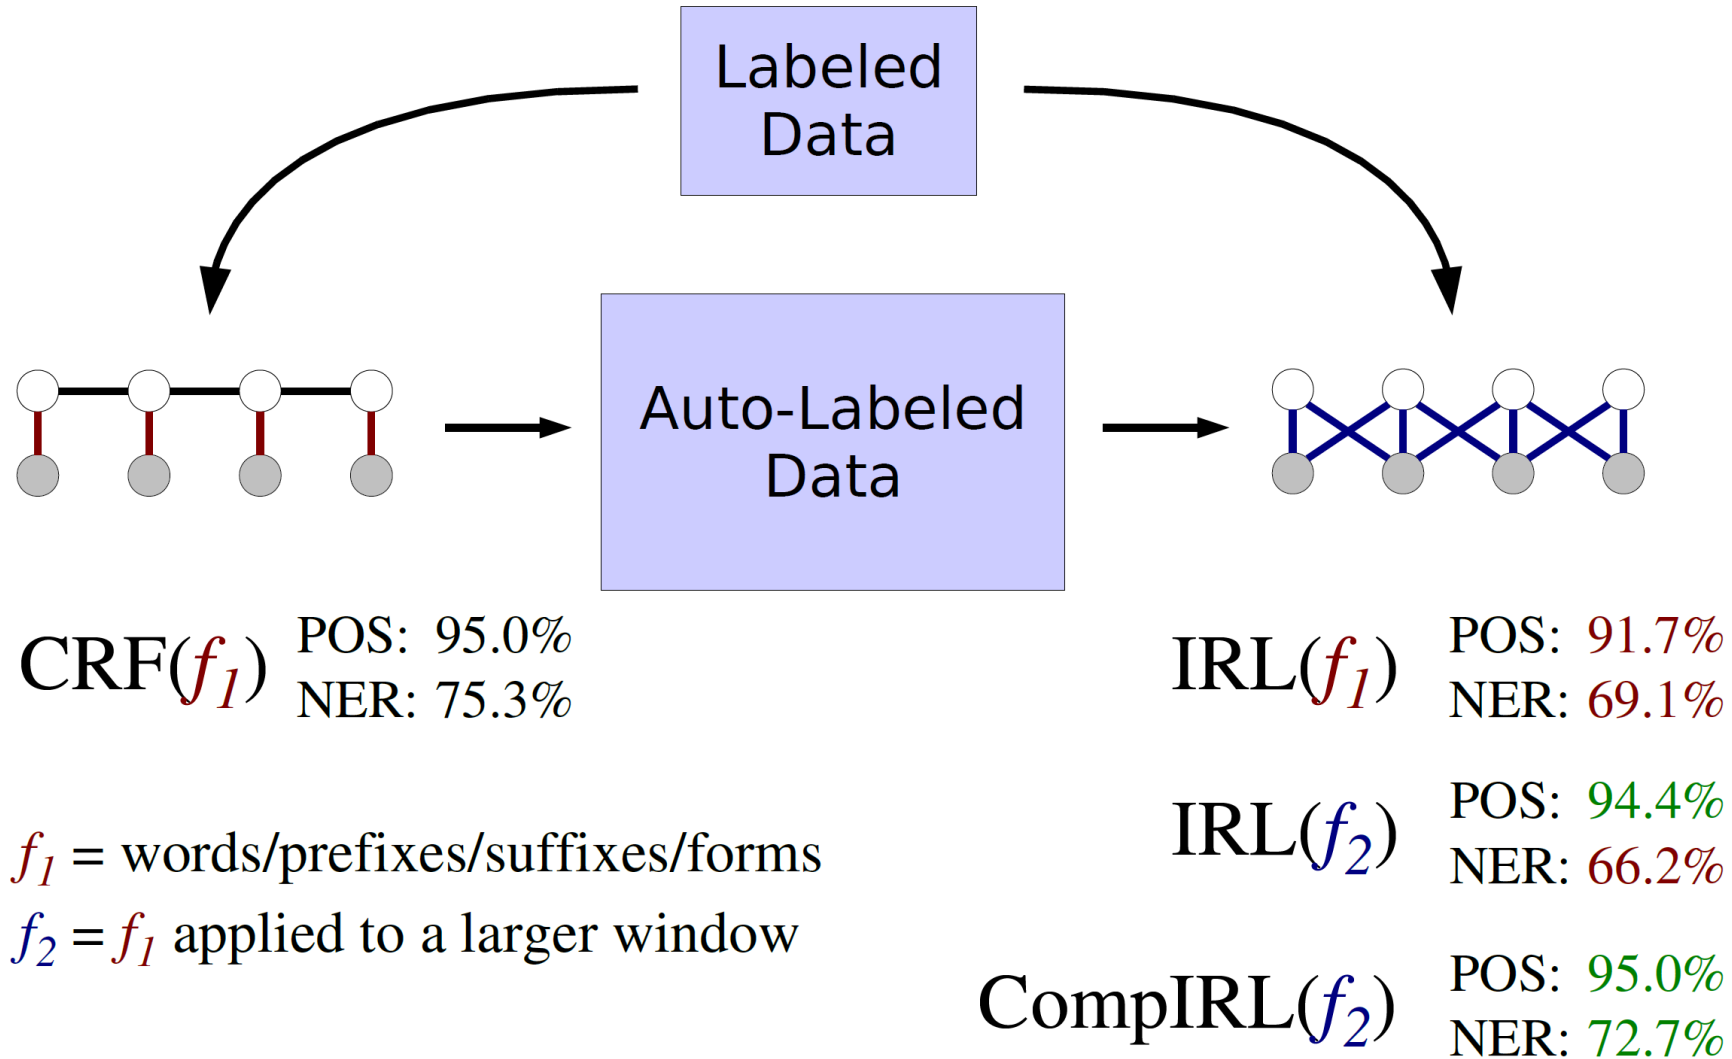 Labeled
Data
Auto-Labeled
Data
CRF(f1)
POS: 95.0%
NER: 75.3%
f1 = words/prefixes/suffixes/forms
f2 = f1 applied to a larger window
IRL(f1)
POS: 91.7%
NER: 69.1%
IRL(f2)
POS: 94.4%
NER: 66.2%
CompIRL(f2)
POS: 95.0%
NER: 72.7%